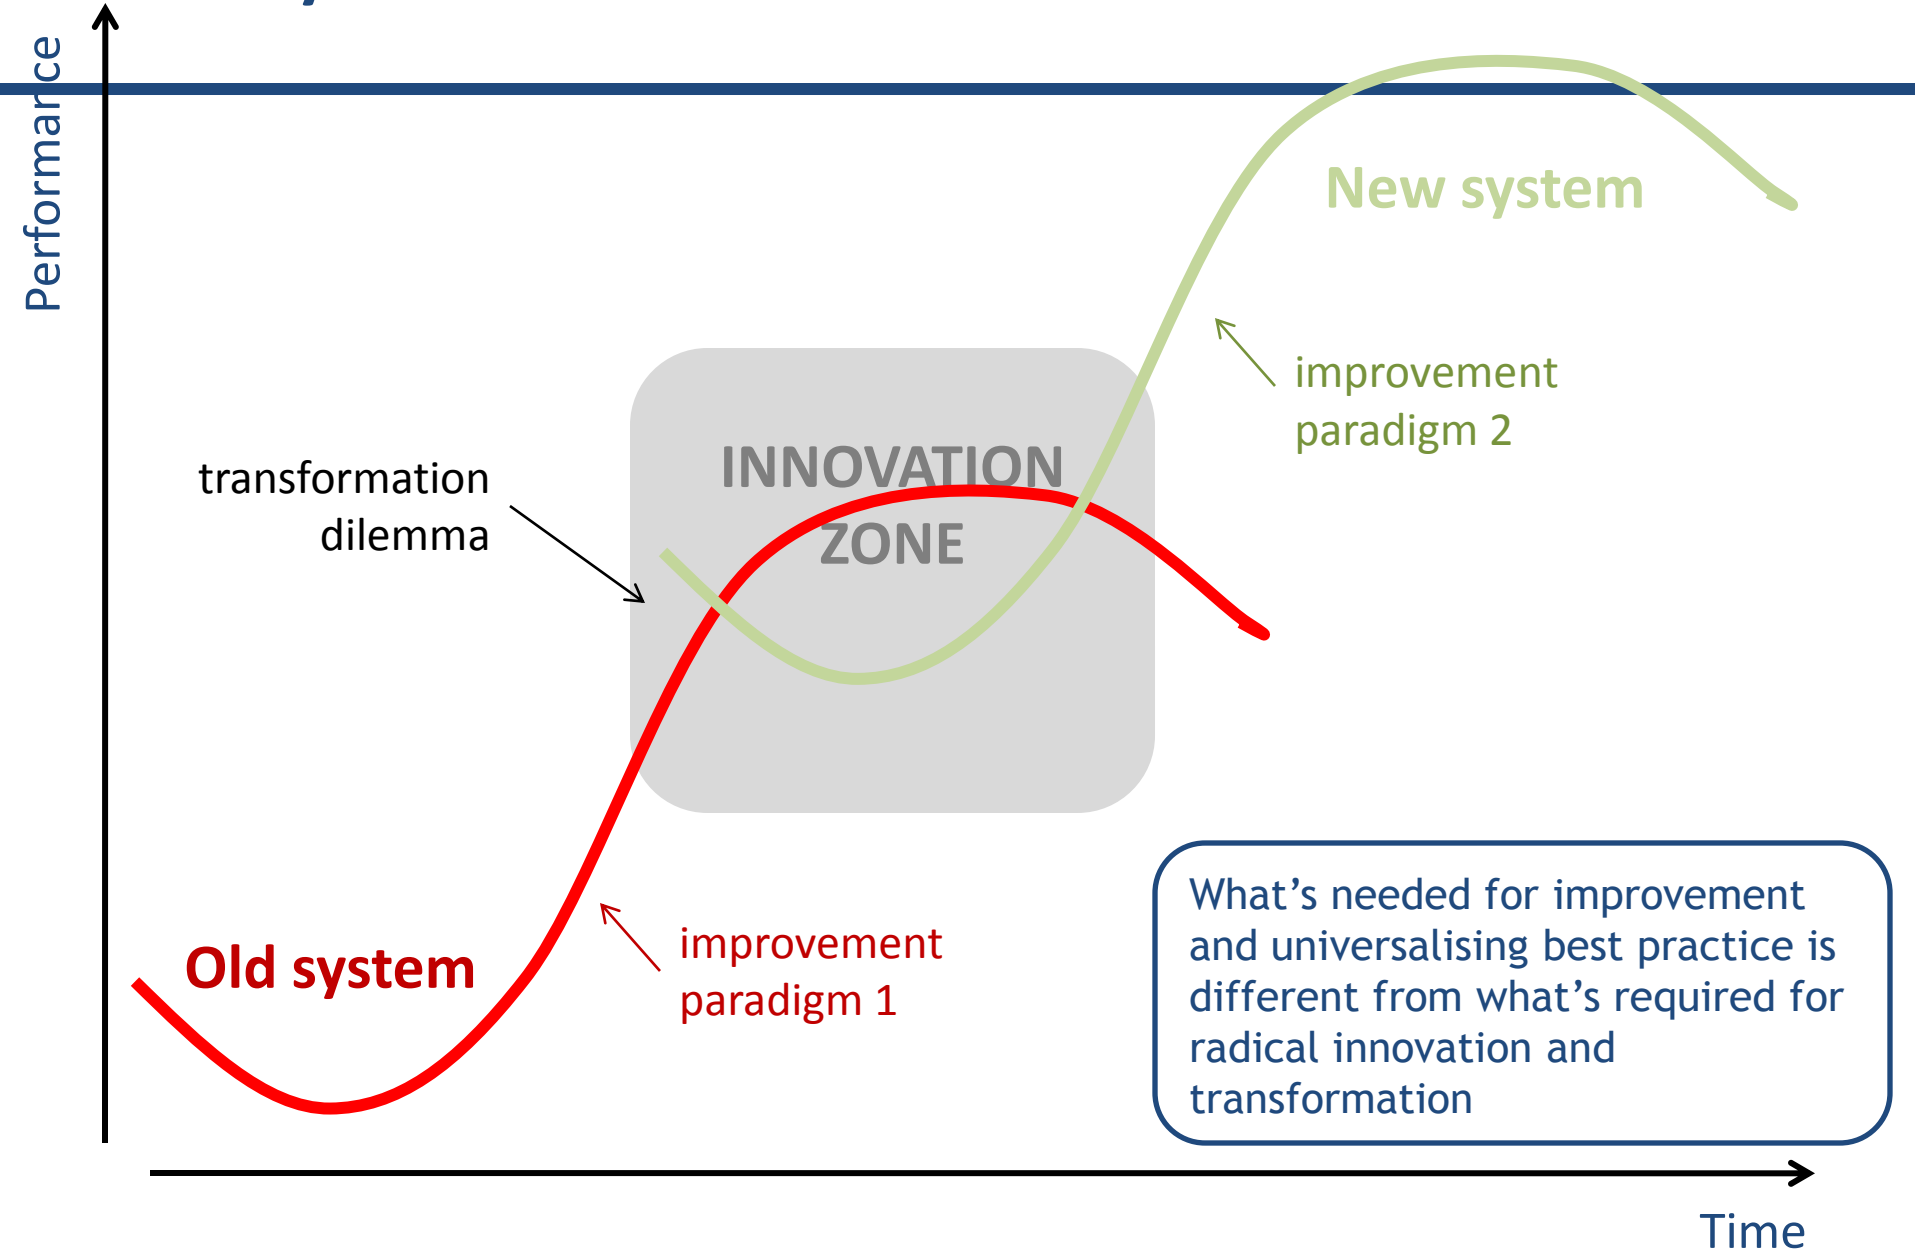 Performance
New system
improvement
paradigm 2
INNOVATION
ZONE
transformation
dilemma
Old system
improvement
paradigm 1
What’s needed for improvement
and universalising best practice is
different from what’s required for
radical innovation and
transformation
Time